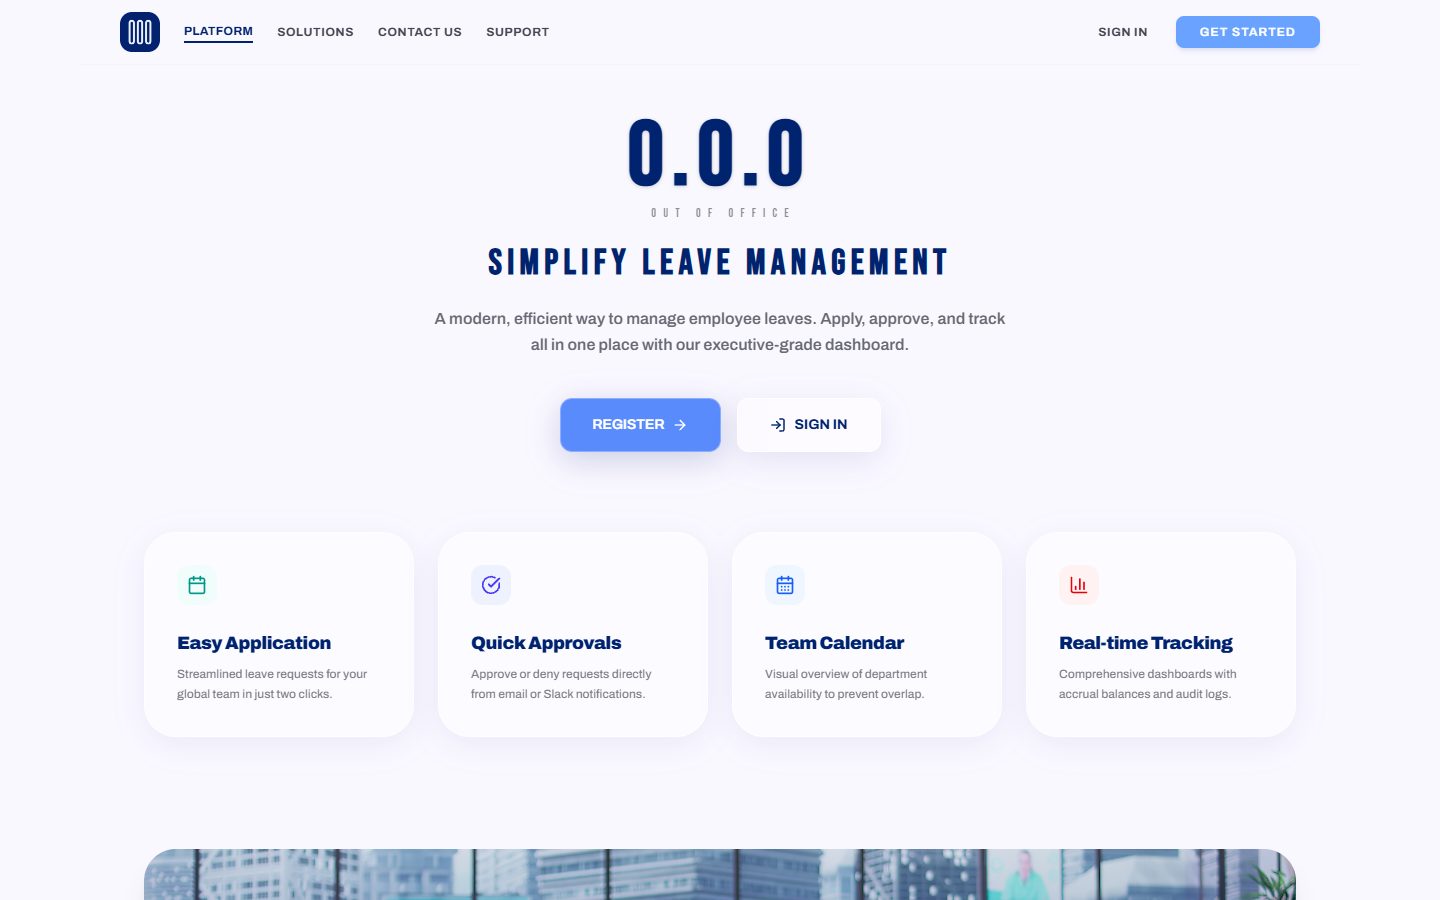 PLATFORM
SOLUTIONS
CONTACT US
SUPPORT
SIGN IN
GET STARTED
O.O.O
OUT OF OFFICE
SIMPLIFY LEAVE MANAGEMENT
A modern, efficient way to manage employee leaves. Apply, approve, and track
all in one place with our executive-grade dashboard.
REGISTER
SIGN IN
Easy Application
Streamlined leave requests for your
global team in just two clicks.
Quick Approvals
Approve or deny requests directly
from email or Slack notifications.
Team Calendar
Visual overview of department
availability to prevent overlap.
Real-time Tracking
Comprehensive dashboards with
accrual balances and audit logs.